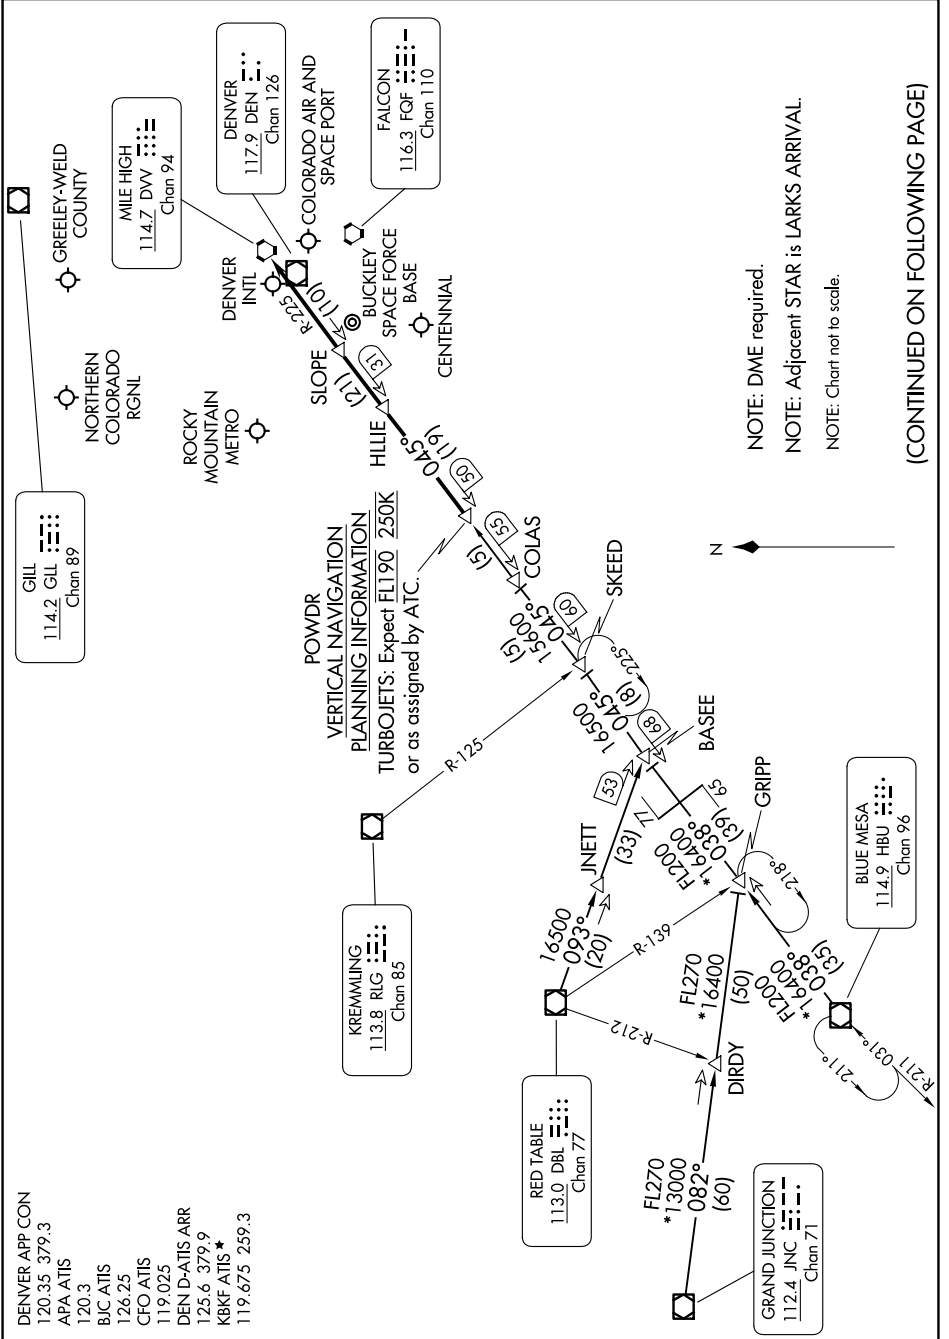 DENVER APP CON
120.35 379.3
APA ATIS
120.3
BJC ATIS
126.25
CFO ATIS
119.025
DEN D-ATIS ARR
125.6 379.9
KBKF ATIS★
119.675 259.3
GILL
114.2 GLL
Chan 89
NORTHERN
COLORADO
RGNL
GREELEY-WELD
COUNTY
ROCKY
MOUNTAIN
METRO
MILE HIGH
114.7 DVV
Chan 94
DENVER
117.9 DEN
Chan 126
DENVER
INTL
COLORADO AIR AND
SPACE PORT
FALCON
116.3 FQF
Chan 110
BUCKLEY
SPACE FORCE
BASE
CENTENNIAL
R-225
(10)
SLOPE
31
(21)
HLLIE
045°
(19)
50
POWDR
VERTICAL NAVIGATION
PLANNING INFORMATION
TURBOJETS: Expect FL190 250K
or as assigned by ATC.
(5)
55
COLAS
15600
045°
(5)
60
SKEED
225°
16500
045°
(8)
68
BASEE
KREMMLING
113.8 RLG
Chan 85
R-125
RED TABLE
113.0 DBL
Chan 77
16500
093°
(20)
JNETT
(33)
53
77
65
FL200
*16400
038°
(39)
GRIPP
218°
R-139
R-212
FL270
*16400
(50)
DIRDY
FL270
*13000
082°
(60)
GRAND JUNCTION
112.4 JNC
Chan 71
FL200
*16400
038°
(35)
BLUE MESA
114.9 HBU
Chan 96
211°
031°
R-211
N
NOTE: DME required.
NOTE: Adjacent STAR is LARKS ARRIVAL.
NOTE: Chart not to scale.
(CONTINUED ON FOLLOWING PAGE)